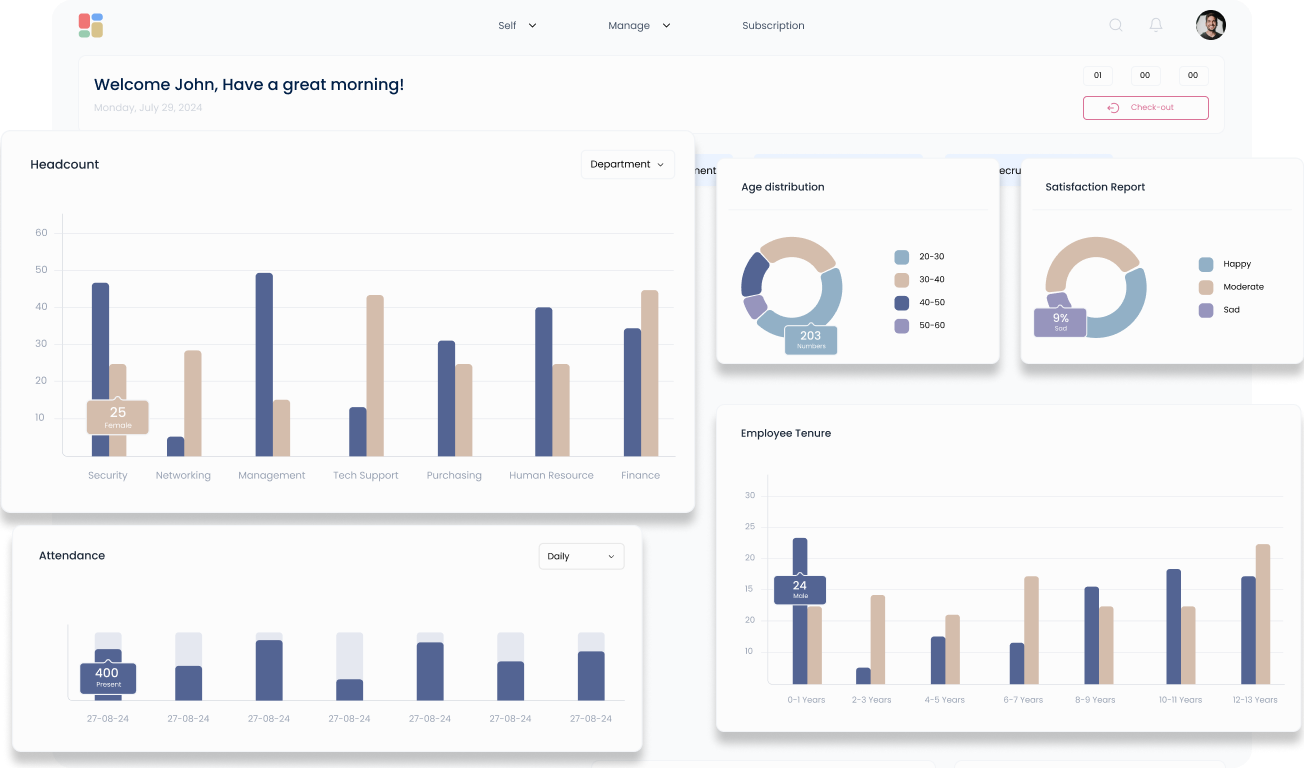 Self
Manage
Subscription
Welcome John, Have a great morning!
Monday, July 29, 2024
01 00 00
Check-out
Headcount
Department
60
50
40
30
20
10
25
Female
Security Networking Management Tech Support Purchasing Human Resource Finance
Age distribution
20-30
30-40
40-50
50-60
203
Numbers
Satisfaction Report
Happy
Moderate
Sad
9%
Sad
Attendance
Daily
400
Present
27-08-24 27-08-24 27-08-24 27-08-24 27-08-24 27-08-24 27-08-24
Employee Tenure
30
25
20
15
20
10
24
Male
0-1 Years 2-3 Years 4-5 Years 6-7 Years 8-9 Years 10-11 Years 12-13 Years